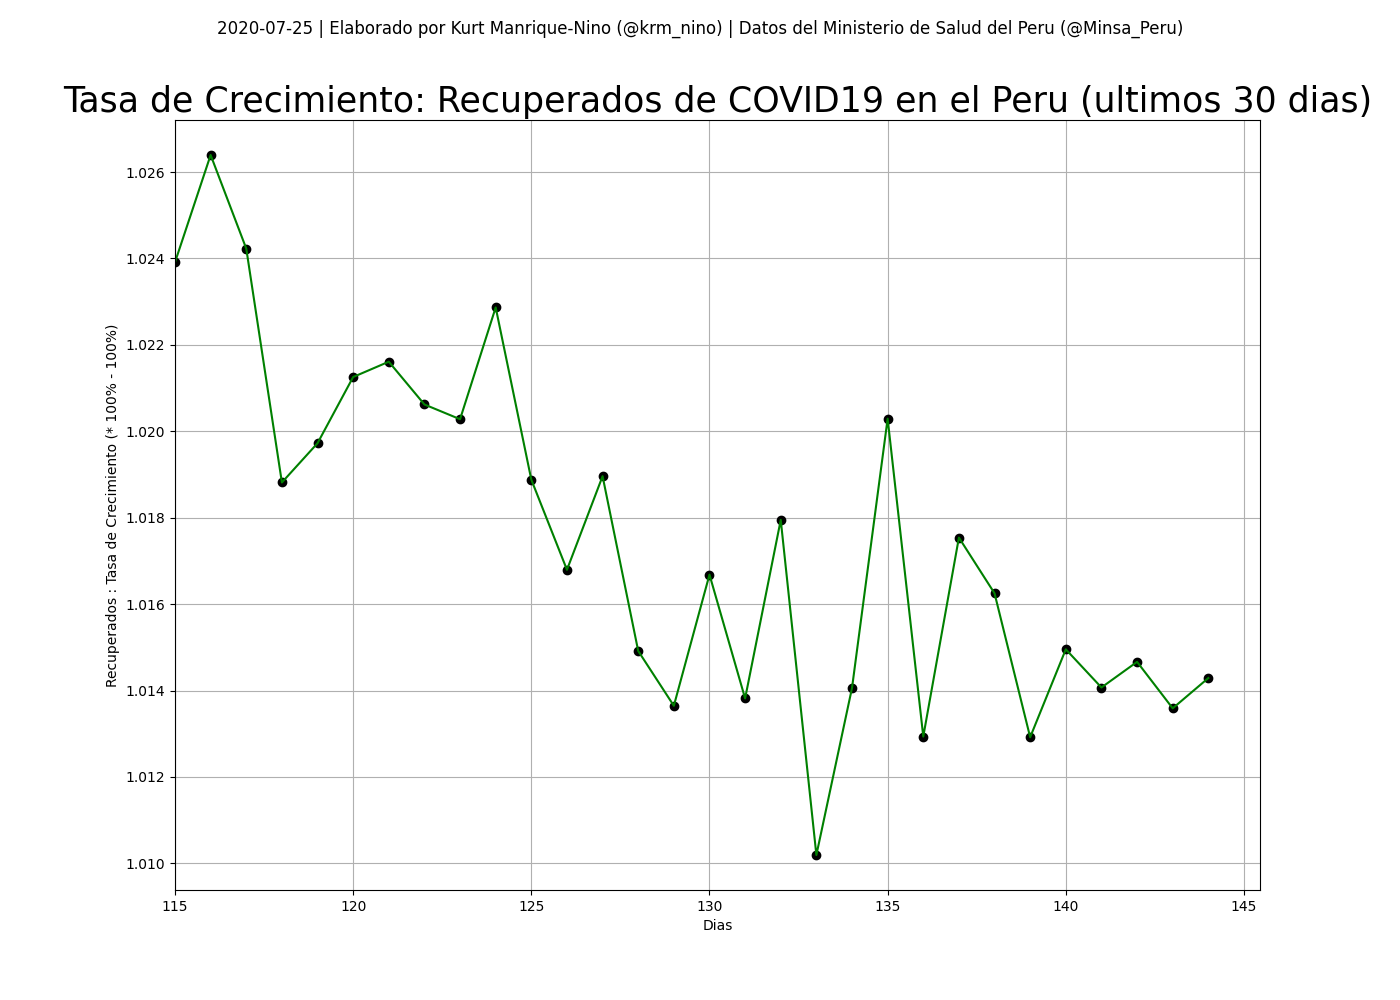 2020-07-25 | Elaborado por Kurt Manrique-Nino (@krm_nino) | Datos del Ministerio de Salud del Peru (@Minsa_Peru)
Tasa de Crecimiento: Recuperados de COVID19 en el Peru (ultimos 30 dias)
Recuperados : Tasa de Crecimiento (* 100% - 100%)
1.026
1.024
1.022
1.020
1.018
1.016
1.014
1.012
1.010
115 120 125 130 135 140 145
Dias